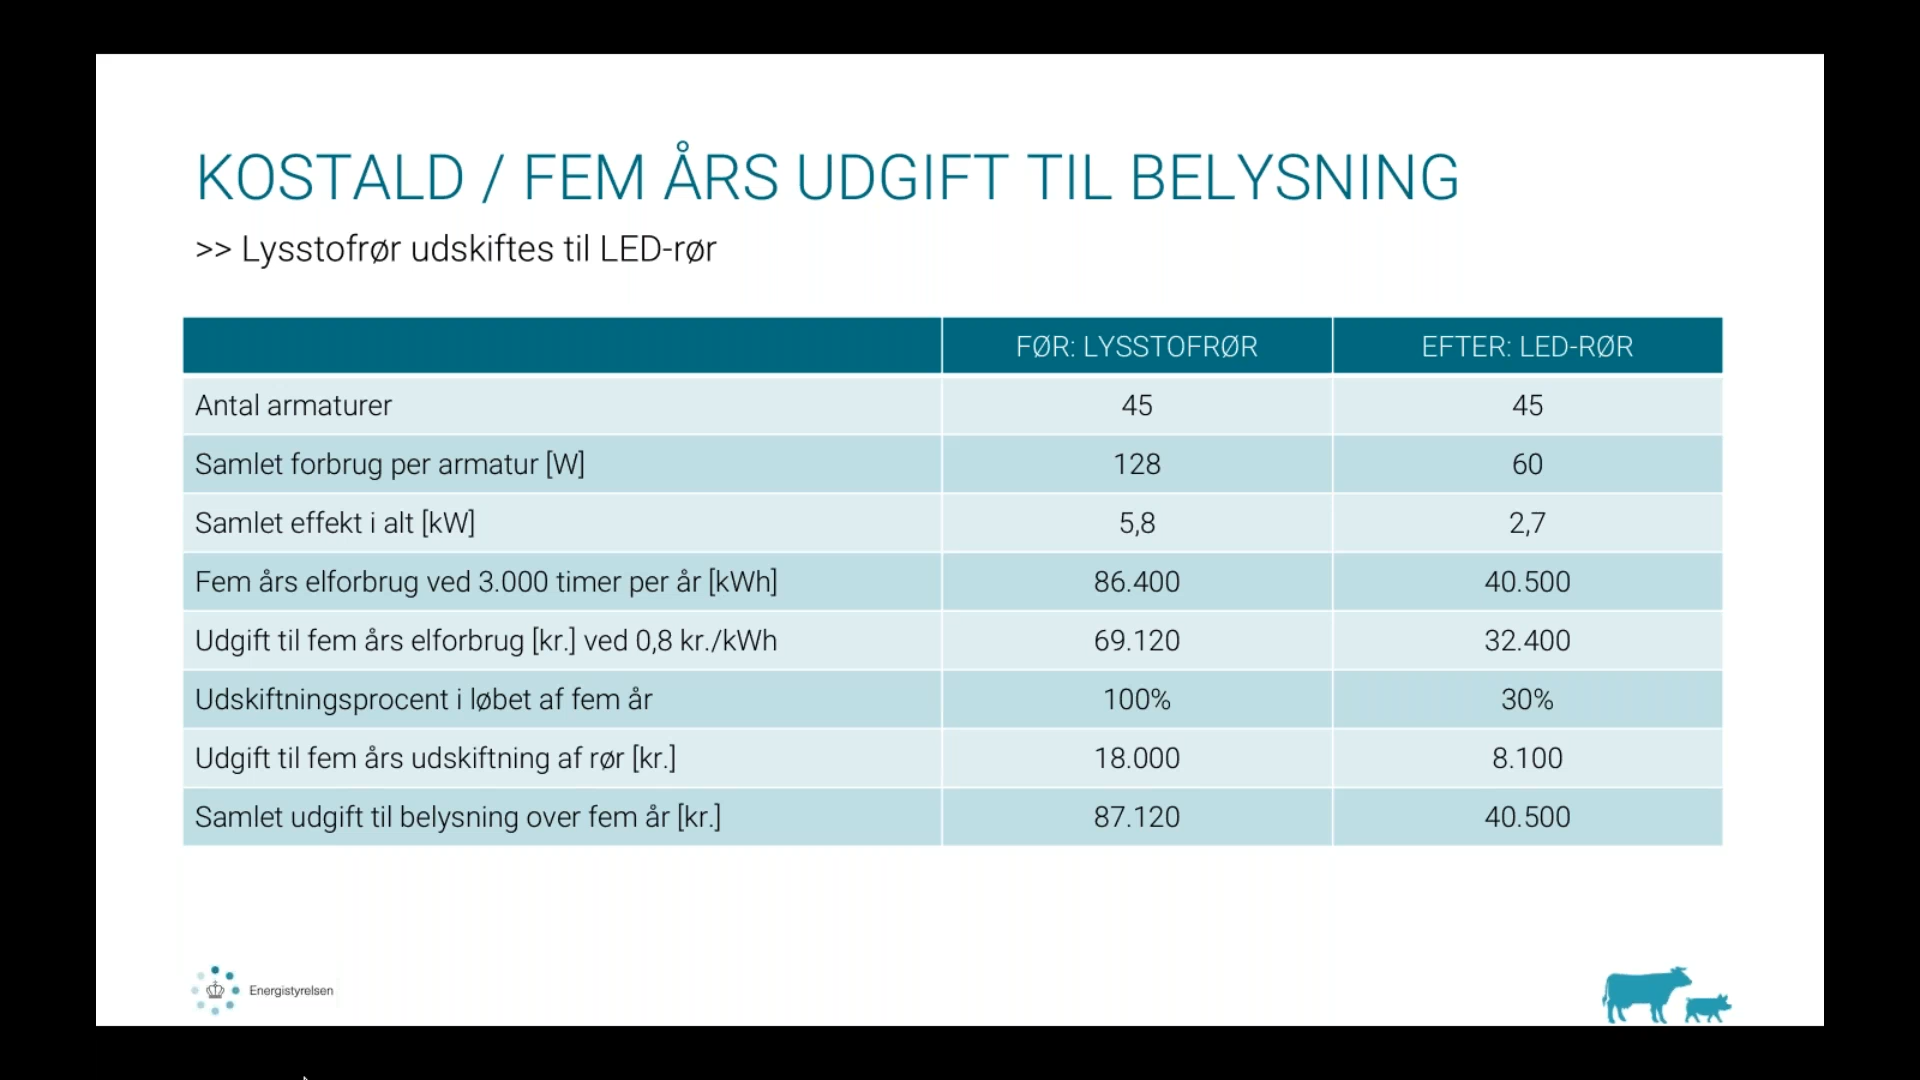 KOSTALD / FEM ÅRS UDGIFT TIL BELYSNING
>> Lysstofrør udskiftes til LED-rør
FØR: LYSSTOFRØR EFTER: LED-RØR
Antal armaturer 45 45
Samlet forbrug per armatur [W] 128 60
Samlet effekt i alt [kW] 5,8 2,7
Fem års elforbrug ved 3.000 timer per år [kWh] 86.400 40.500
Udgift til fem års elforbrug [kr.] ved 0,8 kr./kWh 69.120 32.400
Udskiftningsprocent i løbet af fem år 100% 30%
Udgift til fem års udskiftning af rør [kr.] 18.000 8.100
Samlet udgift til belysning over fem år [kr.] 87.120 40.500
Energistyrelsen